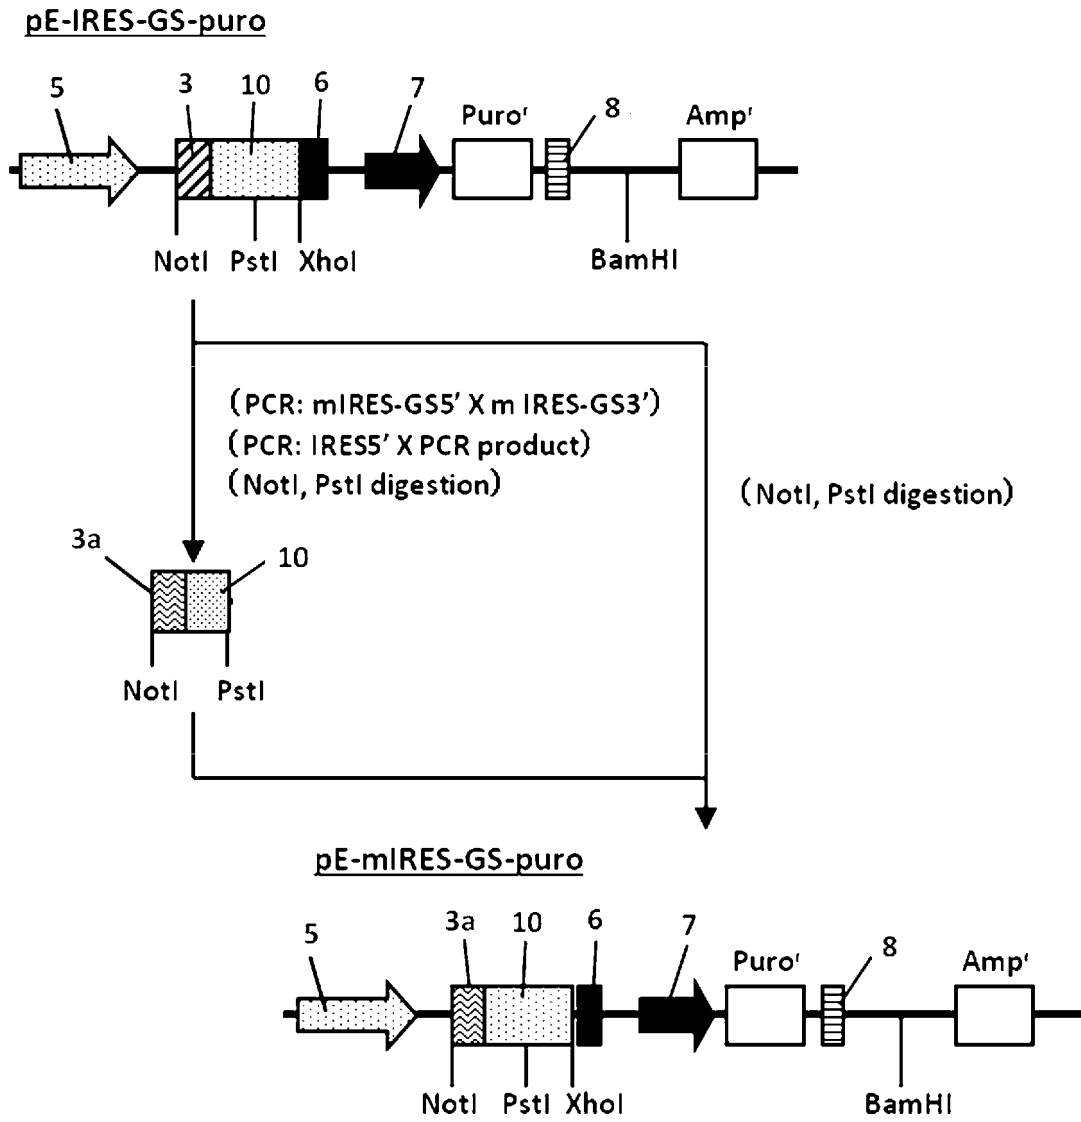 pE-IRES-GS-puro
5 3 10 6 7 Puroʳ 8 Ampʳ
NotI PstI XhoI BamHI
(PCR: mIRES-GS5' X m IRES-GS3')
(PCR: IRES5' X PCR product)
(NotI, PstI digestion)
(NotI, PstI digestion)
3a 10
NotI PstI
pE-mIRES-GS-puro
5 3a 10 6 7 Puroʳ 8 Ampʳ
NotI PstI XhoI BamHI